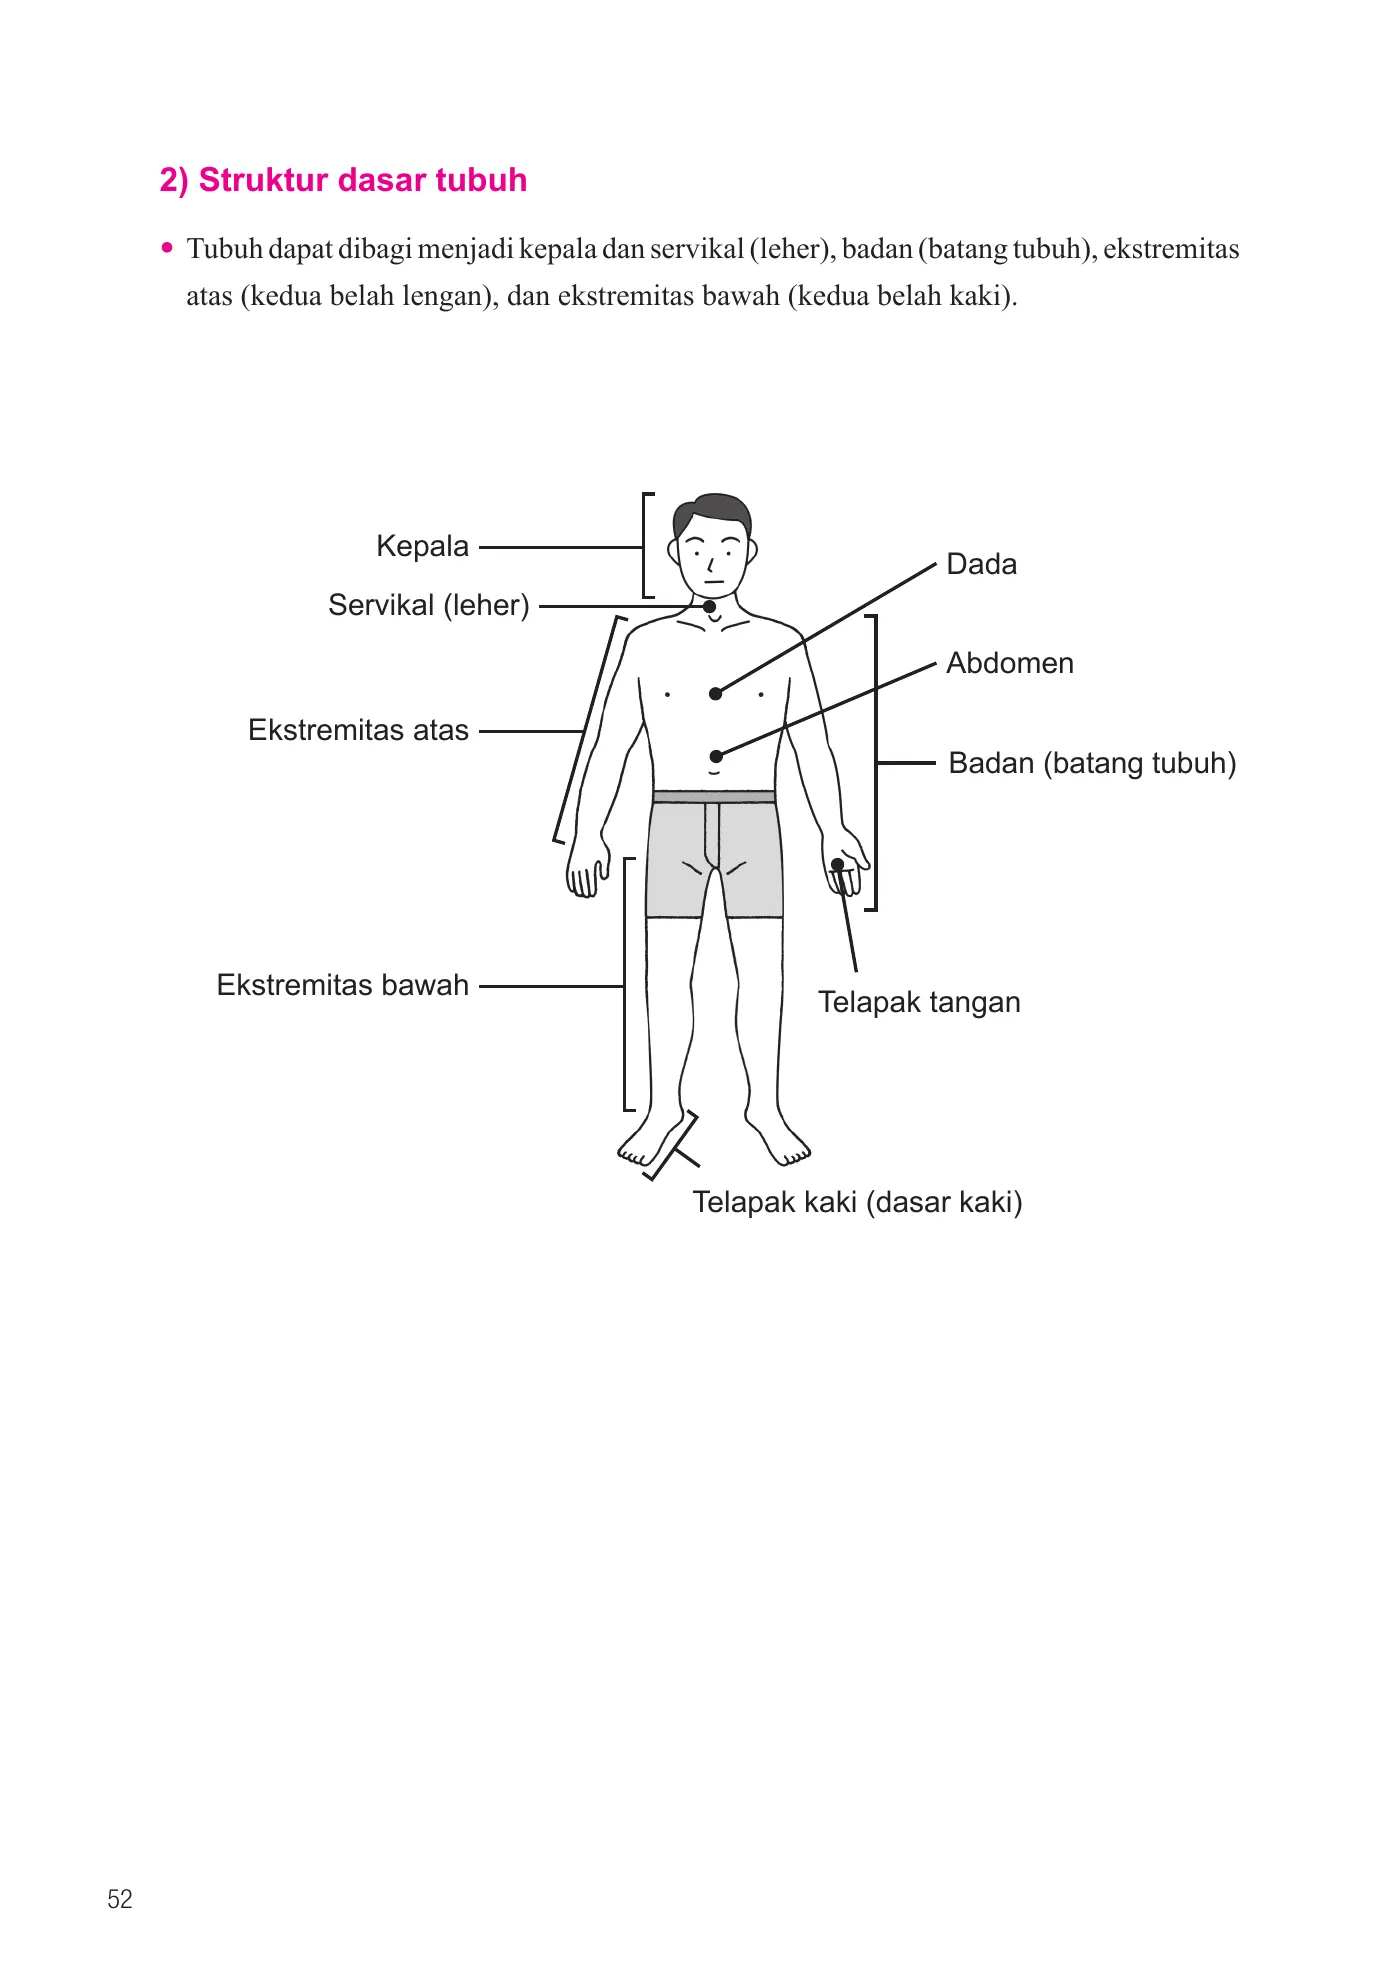 2) Struktur dasar tubuh
• Tubuh dapat dibagi menjadi kepala dan servikal (leher), badan (batang tubuh), ekstremitas
atas (kedua belah lengan), dan ekstremitas bawah (kedua belah kaki).
Kepala
Dada
Servikal (leher)
Abdomen
Ekstremitas atas
Badan (batang tubuh)
Ekstremitas bawah
Telapak tangan
Telapak kaki (dasar kaki)
52